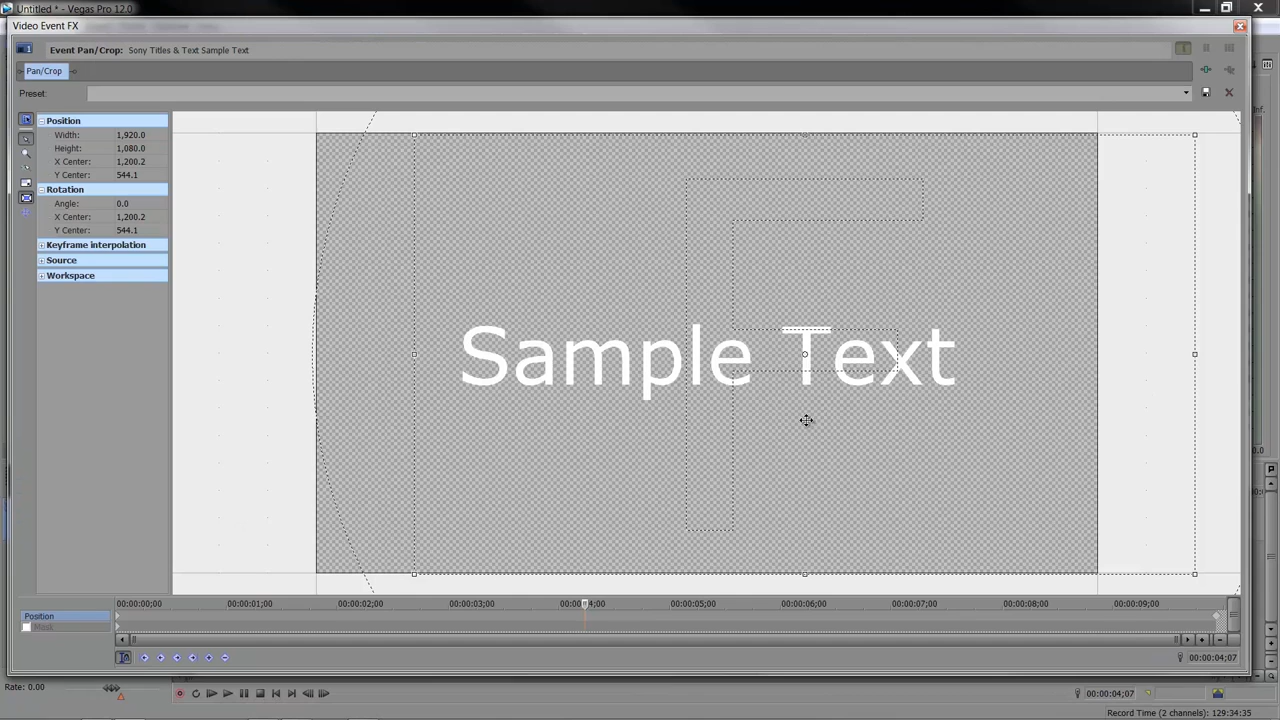 Untitled * - Vegas Pro 12.0
Video Event FX
Event Pan/Crop: Sony Titles & Text Sample Text
Pan/Crop
Preset:
Position
Width: 1,920.0
Height: 1,080.0
X Center: 1,200.2
Y Center: 544.1
Rotation
Angle: 0.0
X Center: 1,200.2
Y Center: 544.1
Keyframe interpolation
Source
Workspace
Sample Text
Inf.
00:00:00;00 00:00:01;00 00:00:02;00 00:00:03;00 00:00:04;00 00:00:05;00 00:00:06;00 00:00:07;00 00:00:08;00 00:00:09;00
Position
Mask
00:00:04;07
Rate: 0.00
00:00:04;07
Record Time (2 channels): 129:34:35